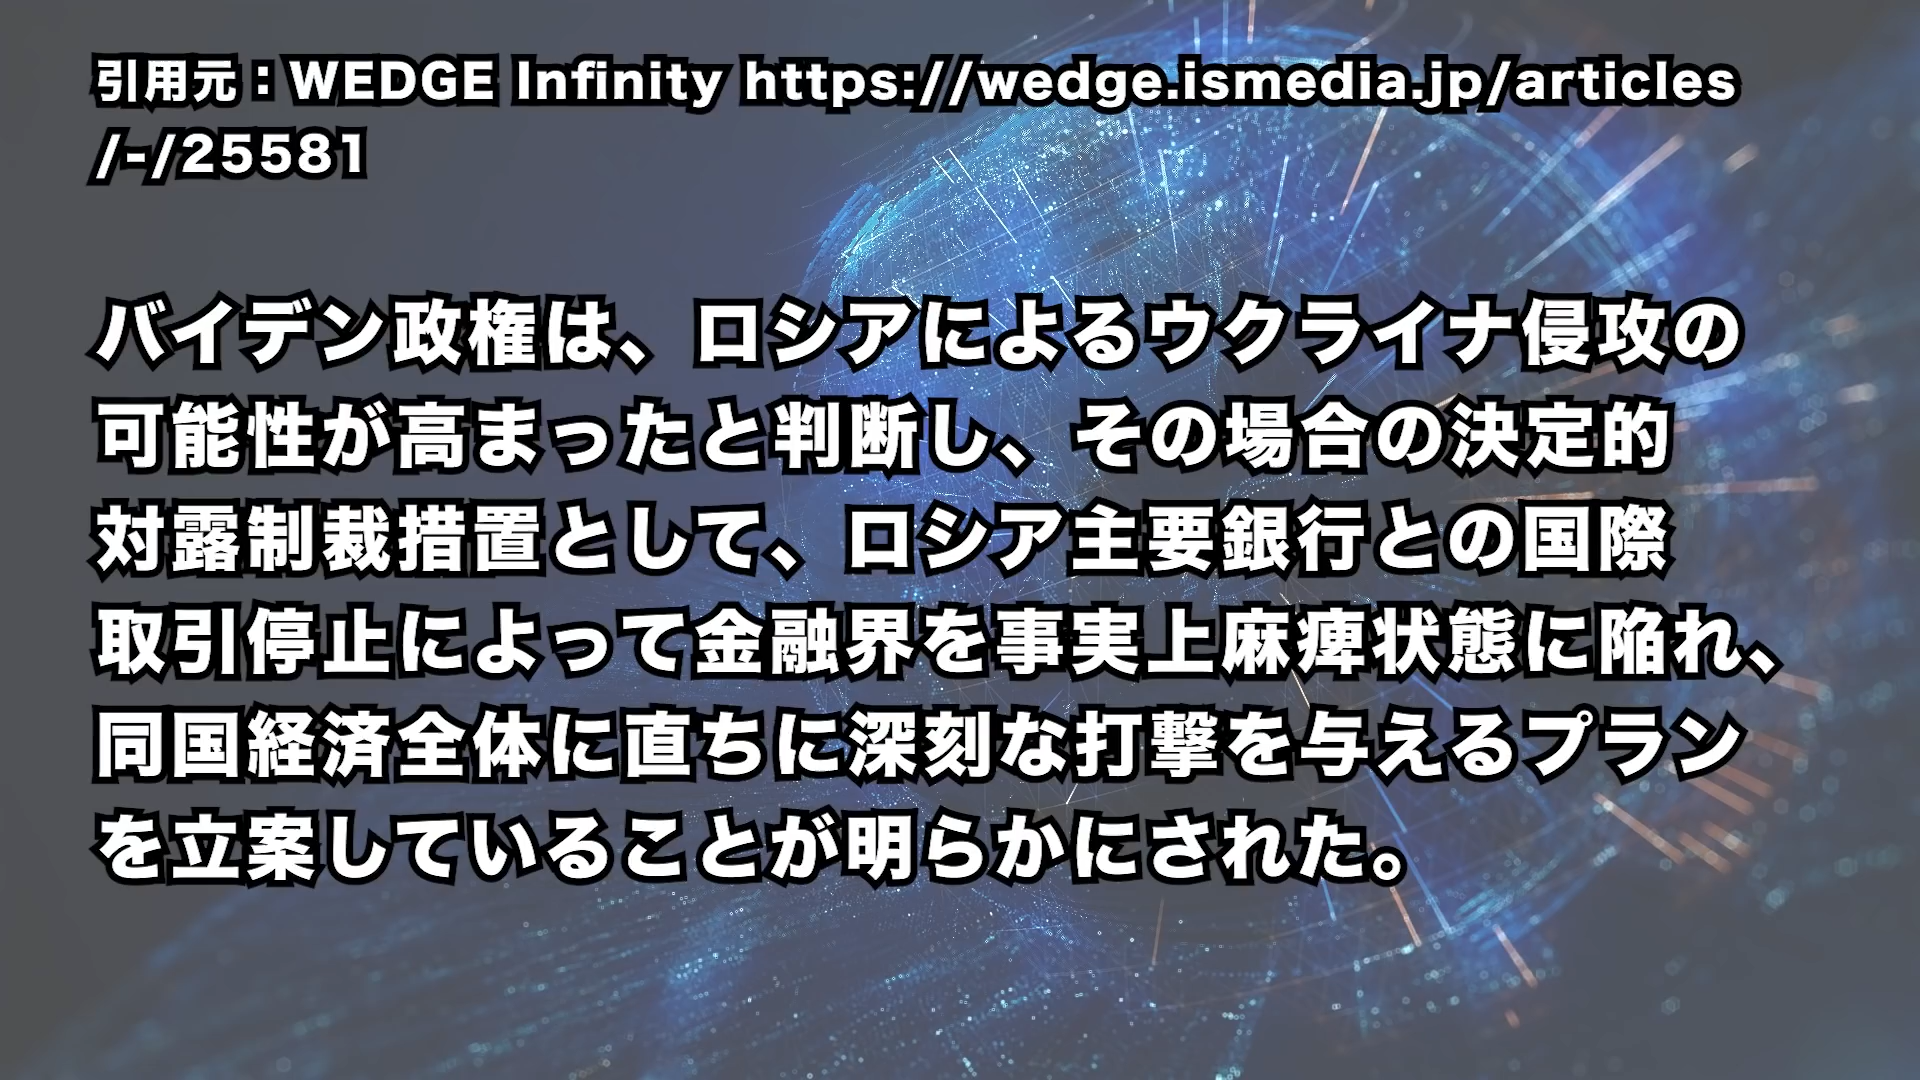 引用元：WEDGE Infinity https://wedge.ismedia.jp/articles
/-/25581
バイデン政権は、ロシアによるウクライナ侵攻の
可能性が高まったと判断し、その場合の決定的
対露制裁措置として、ロシア主要銀行との国際
取引停止によって金融界を事実上麻痺状態に陥れ、
同国経済全体に直ちに深刻な打撃を与えるプラン
を立案していることが明らかにされた。